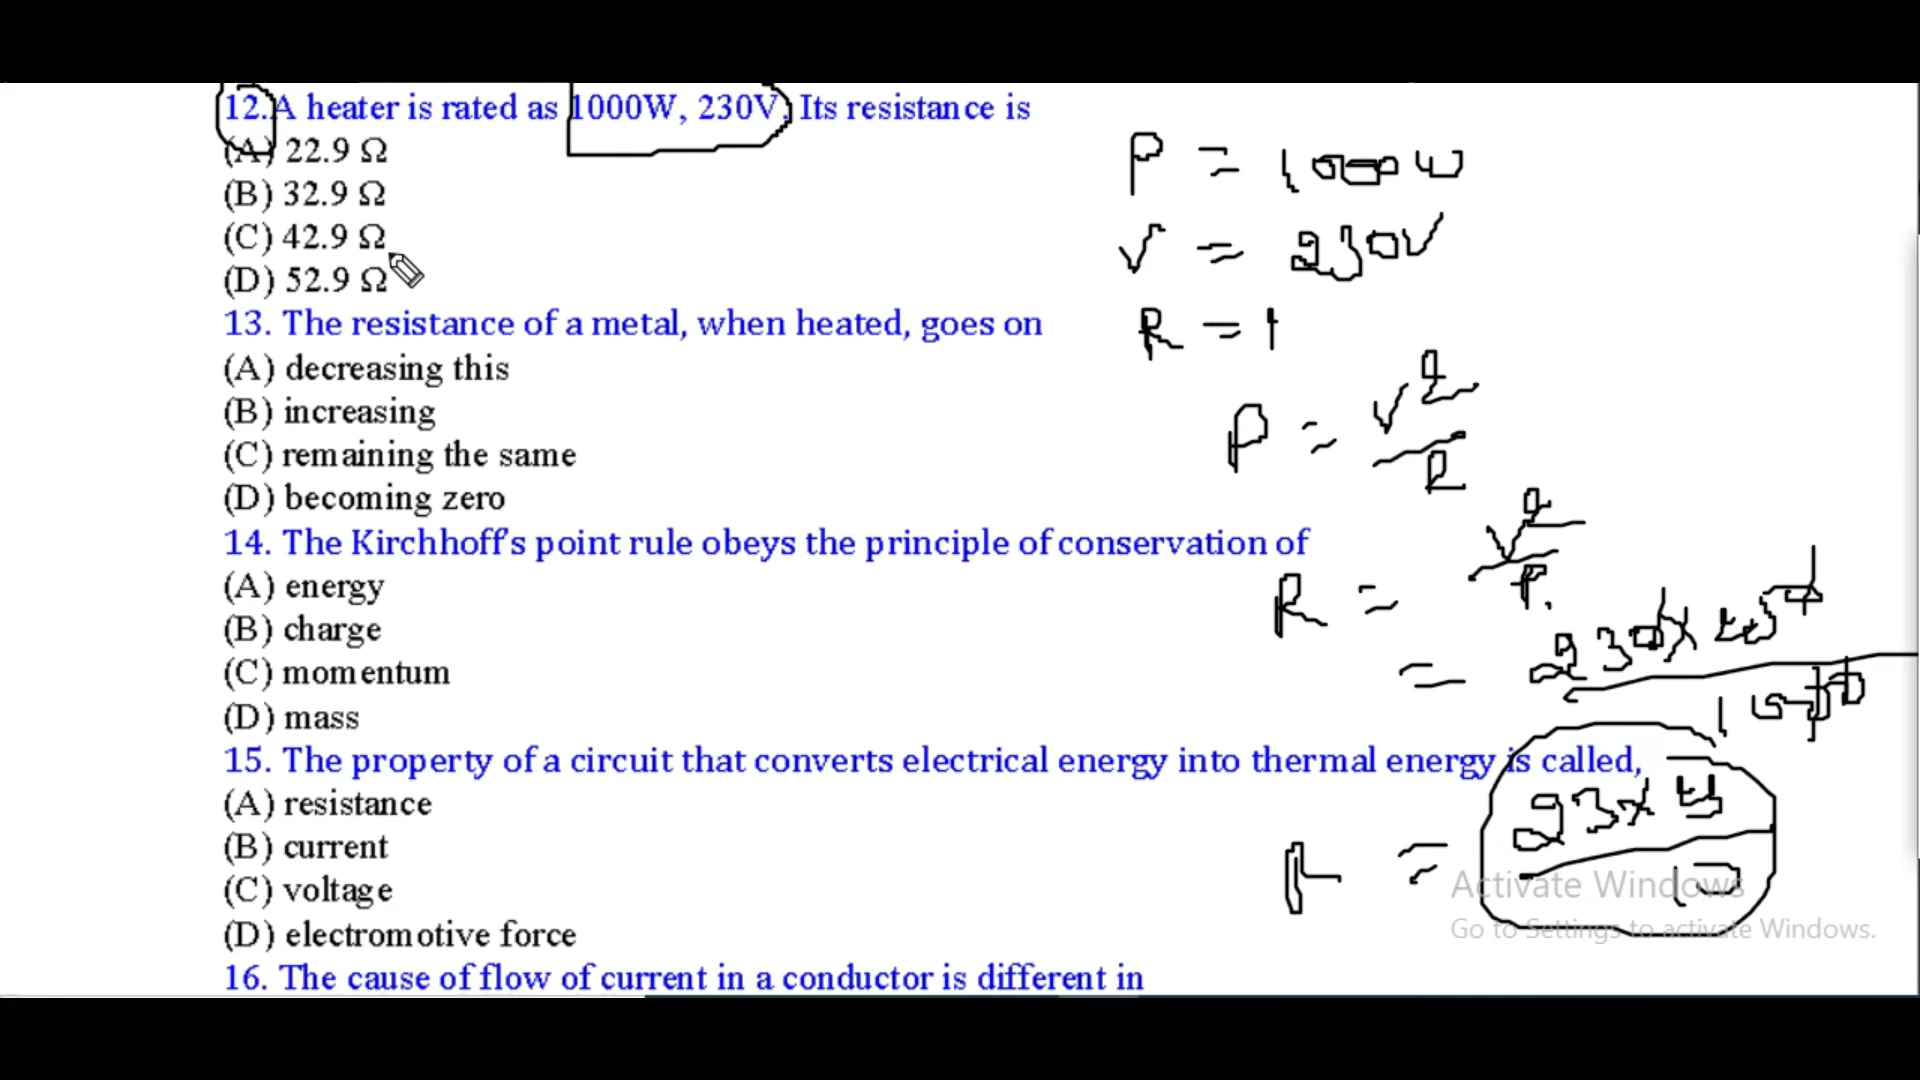 12. A heater is rated as 1000W, 230V. Its resistance is
(A) 22.9 Ω
(B) 32.9 Ω
(C) 42.9 Ω
(D) 52.9 Ω
13. The resistance of a metal, when heated, goes on
(A) decreasing this
(B) increasing
(C) remaining the same
(D) becoming zero
14. The Kirchhoff's point rule obeys the principle of conservation of
(A) energy
(B) charge
(C) momentum
(D) mass
15. The property of a circuit that converts electrical energy into thermal energy is called,
(A) resistance
(B) current
(C) voltage
(D) electromotive force
16. The cause of flow of current in a conductor is different in
P = 1000 W
V = 230V
R =
P = V²
R
R = V²
P.
=
=
10
Activate Windows
Go to Settings to activate Windows.